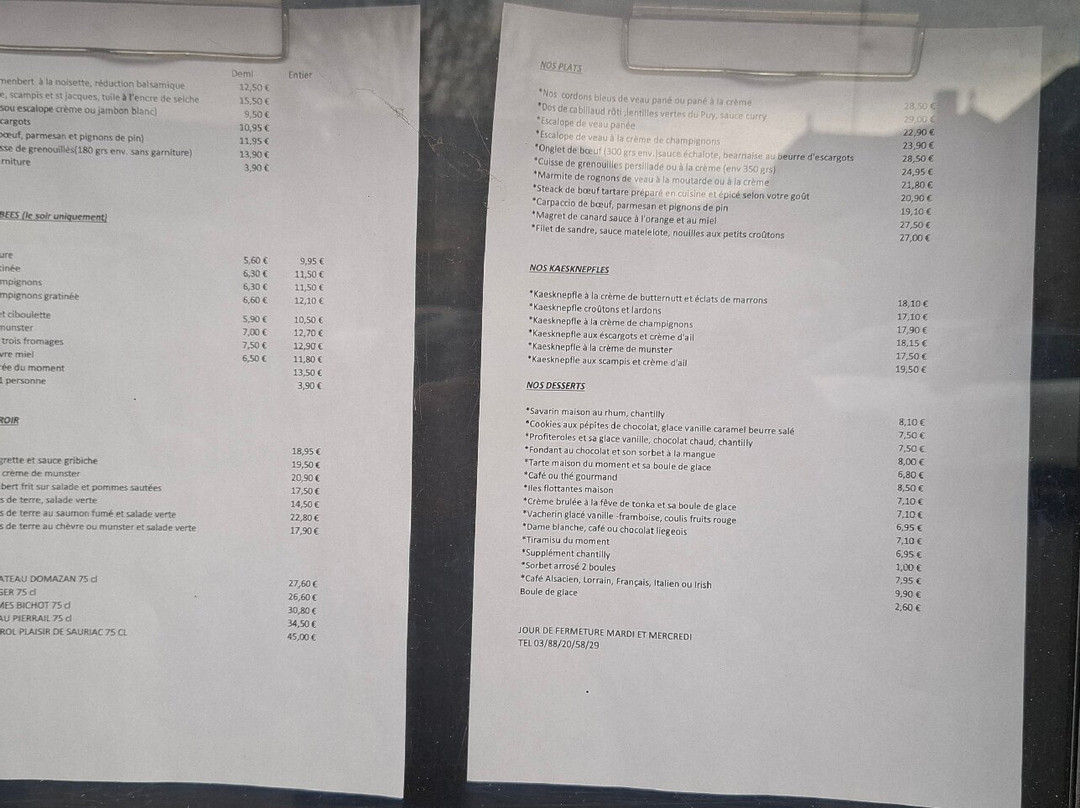 Demi Entier
menbert à la noisette, réduction balsamique 12,50 €
e, scampis et st jacques, tuile à l'encre de seiche 15,50 €
sou escalope crème ou jambon blanc) 9,50 €
cargots 10,95 €
bœuf, parmesan et pignons de pin) 11,95 €
sse de grenouilles(180 grs env. sans garniture) 13,90 €
rniture 3,90 €
BEES (le soir uniquement)
ure 5,60 € 9,95 €
cinée 6,30 € 11,50 €
mpignons 6,30 € 11,50 €
mpignons gratinée 6,60 € 12,10 €
et ciboulette 5,90 € 10,50 €
munster 7,00 € 12,70 €
trois fromages 7,50 € 12,90 €
vre miel 6,50 € 11,80 €
rée du moment 13,50 €
1 personne 3,90 €
ROIR
18,95 €
grette et sauce gribiche 19,50 €
crème de munster 20,90 €
bert frit sur salade et pommes sautées 17,50 €
s de terre, salade verte 14,50 €
s de terre au saumon fumé et salade verte 22,80 €
s de terre au chèvre ou munster et salade verte 17,90 €
ATEAU DOMAZAN 75 cl 27,60 €
GER 75 cl 26,60 €
MES BICHOT 75 cl 30,80 €
AU PIERRAIL 75 cl 34,50 €
ROL PLAISIR DE SAURIAC 75 CL 45,00 €
NOS PLATS
*Nos cordons bleus de veau pané ou pané à la crème 28,50 €
*Dos de cabillaud rôti ,lentilles vertes du Puy, sauce curry 29,00 €
*Escalope de veau panée 22,90 €
*Escalope de veau à la crème de champignons 23,90 €
*Onglet de bœuf (300 grs env.)sauce échalote, bearnaise au beurre d'escargots 28,50 €
*Cuisse de grenouilles persillade ou à la crème (env 350 grs) 24,95 €
*Marmite de rognons de veau à la moutarde ou à la crème 21,80 €
*Steack de bœuf tartare préparé en cuisine et épicé selon votre goût 20,90 €
*Carpaccio de bœuf, parmesan et pignons de pin 19,10 €
*Magret de canard sauce à l'orange et au miel 27,50 €
*Filet de sandre, sauce matelelote, nouilles aux petits croûtons 27,00 €
NOS KAESKNEPFLES
*Kaesknepfle à la crème de butternutt et éclats de marrons 18,10 €
*Kaesknepfle croûtons et lardons 17,10 €
*Kaesknepfle à la crème de champignons 17,90 €
*Kaesknepfle aux escargots et crème d'ail 18,15 €
*Kaesknepfle à la crème de munster 17,50 €
*Kaesknepfle aux scampis et crème d'ail 19,50 €
NOS DESSERTS
*Savarin maison au rhum, chantilly 8,10 €
*Cookies aux pépites de chocolat, glace vanille caramel beurre salé 7,50 €
*Profiteroles et sa glace vanille, chocolat chaud, chantilly 7,50 €
*Fondant au chocolat et son sorbet à la mangue 8,00 €
*Tarte maison du moment et sa boule de glace 6,80 €
*Café ou thé gourmand 8,50 €
*Iles flottantes maison 7,10 €
*Crème brulée à la fêve de tonka et sa boule de glace 7,10 €
*Vacherin glacé vanille -framboise, coulis fruits rouge 6,95 €
*Dame blanche, café ou chocolat liegeois 7,10 €
*Tiramisu du moment 6,95 €
*Supplément chantilly 1,00 €
*Sorbet arrosé 2 boules 7,95 €
*Café Alsacien, Lorrain, Français, Italien ou Irish 9,90 €
Boule de glace 2,60 €
JOUR DE FERMETURE MARDI ET MERCREDI
TEL 03/88/20/58/29